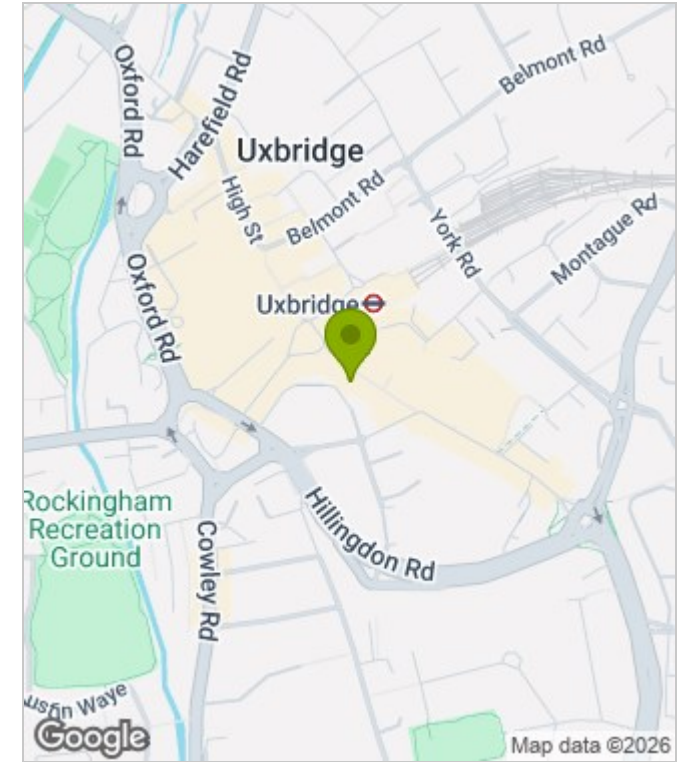 Oxford Rd
Harefield Rd
Belmont Rd
Uxbridge
High St
Belmont Rd
York Rd
Montague Rd
Oxford Rd
Uxbridge
Rockingham
Recreation
Ground
Hillingdon Rd
Cowley Rd
Waye
Google
Map data ©2026